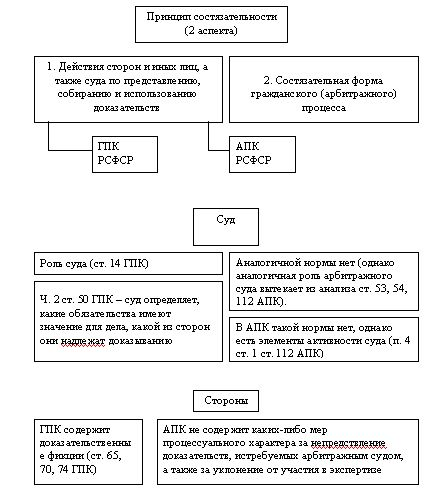 Принцип состязательности
(2 аспекта)
1. Действия сторон и иных лиц, а
также суда по представлению,
собиранию и использованию
доказательств
2. Состязательная форма
гражданского (арбитражного)
процесса
ГПК
РСФСР
АПК
РСФСР
Суд
Роль суда (ст. 14 ГПК)
Аналогичной нормы нет (однако
аналогичная роль арбитражного
суда вытекает из анализа ст. 53, 54,
112 АПК).
Ч. 2 ст. 50 ГПК – суд определяет,
какие обязательства имеют
значение для дела, какой из сторон
они надлежат доказыванию
В АПК такой нормы нет, однако
есть элементы активности суда (п. 4
ст. 1 ст. 112 АПК)
Стороны
ГПК содержит
доказательственны
е фикции (ст. 65,
70, 74 ГПК)
АПК не содержит каких-либо мер
процессуального характера за непредствление
доказательств, истребуемых арбитражным судом,
а также за уклонение от участия в экспертизе